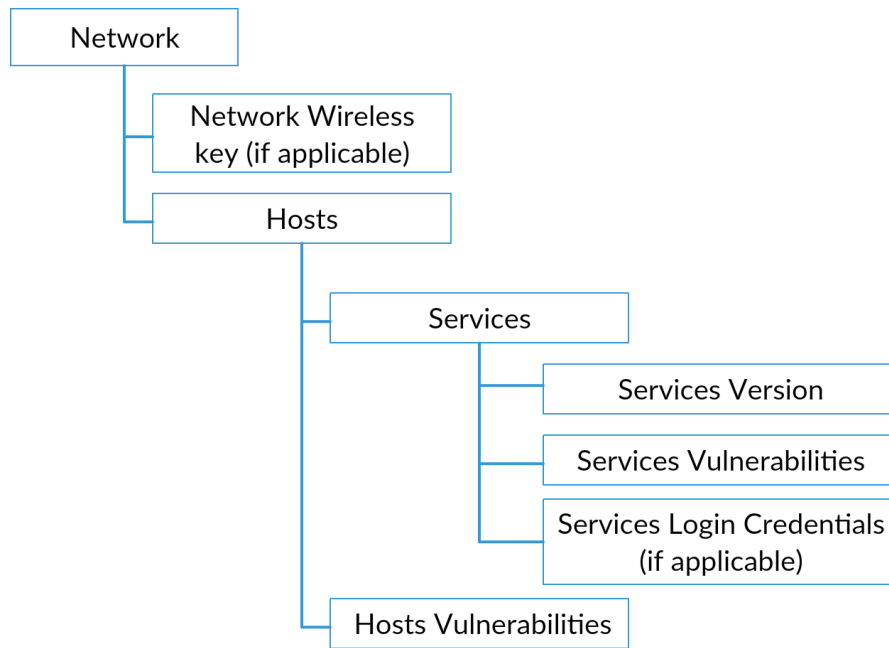 Network
Network Wireless
key (if applicable)
Hosts
Services
Services Version
Services Vulnerabilities
Services Login Credentials
(if applicable)
Hosts Vulnerabilities